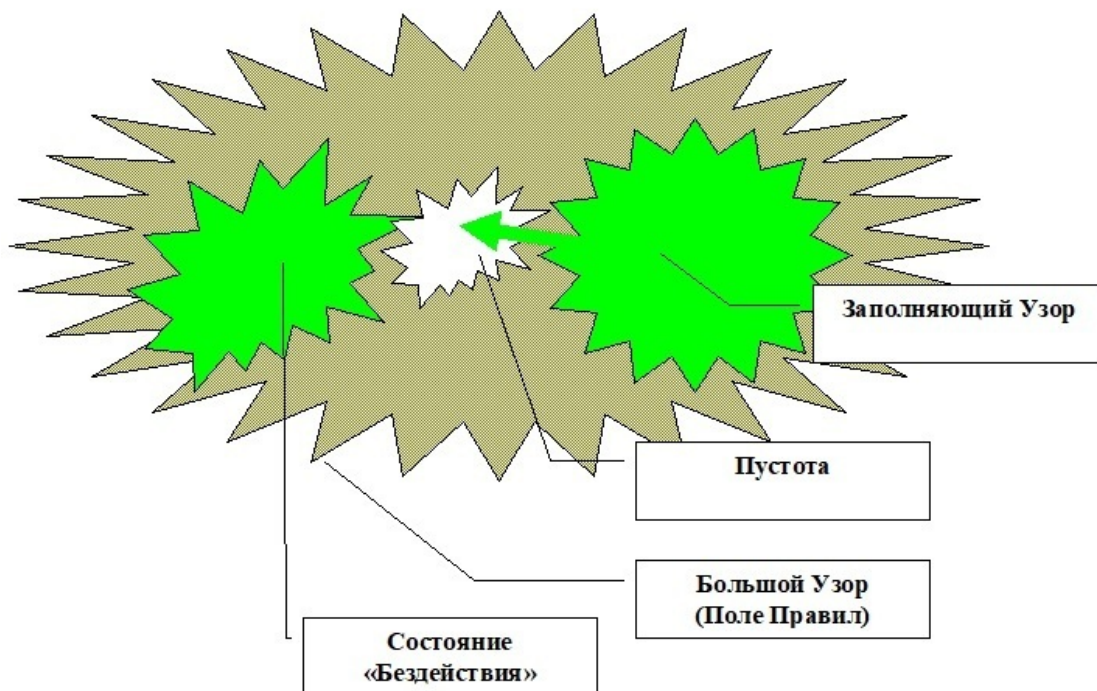 Заполняющий Узор
Пустота
Большой Узор
(Поле Правил)
Состояние
«Бездействия»